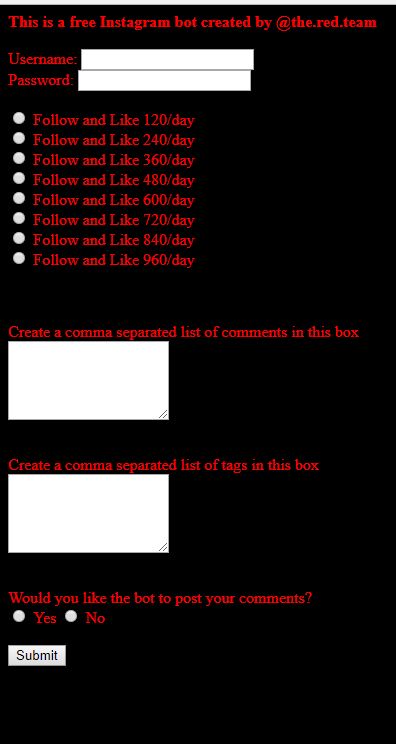 This is a free Instagram bot created by @the.red.team
Username:
Password:
Follow and Like 120/day
Follow and Like 240/day
Follow and Like 360/day
Follow and Like 480/day
Follow and Like 600/day
Follow and Like 720/day
Follow and Like 840/day
Follow and Like 960/day
Create a comma separated list of comments in this box
Create a comma separated list of tags in this box
Would you like the bot to post your comments?
Yes No
Submit